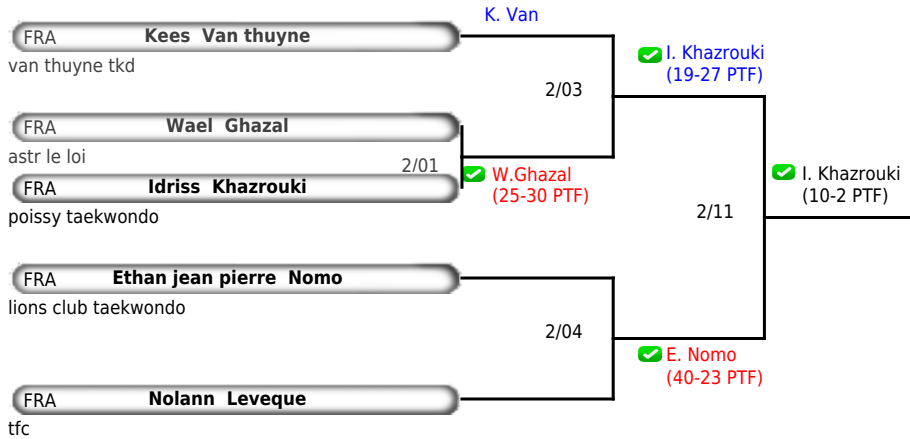 K. Van
FRA Kees Van thuyne
van thuyne tkd
I. Khazrouki
(19-27 PTF)
2/03
FRA Wael Ghazal
astr le loi
2/01
W.Ghazal
(25-30 PTF)
FRA Idriss Khazrouki
poissy taekwondo
I. Khazrouki
(10-2 PTF)
2/11
FRA Ethan jean pierre Nomo
lions club taekwondo
2/04
E. Nomo
(40-23 PTF)
FRA Nolann Leveque
tfc